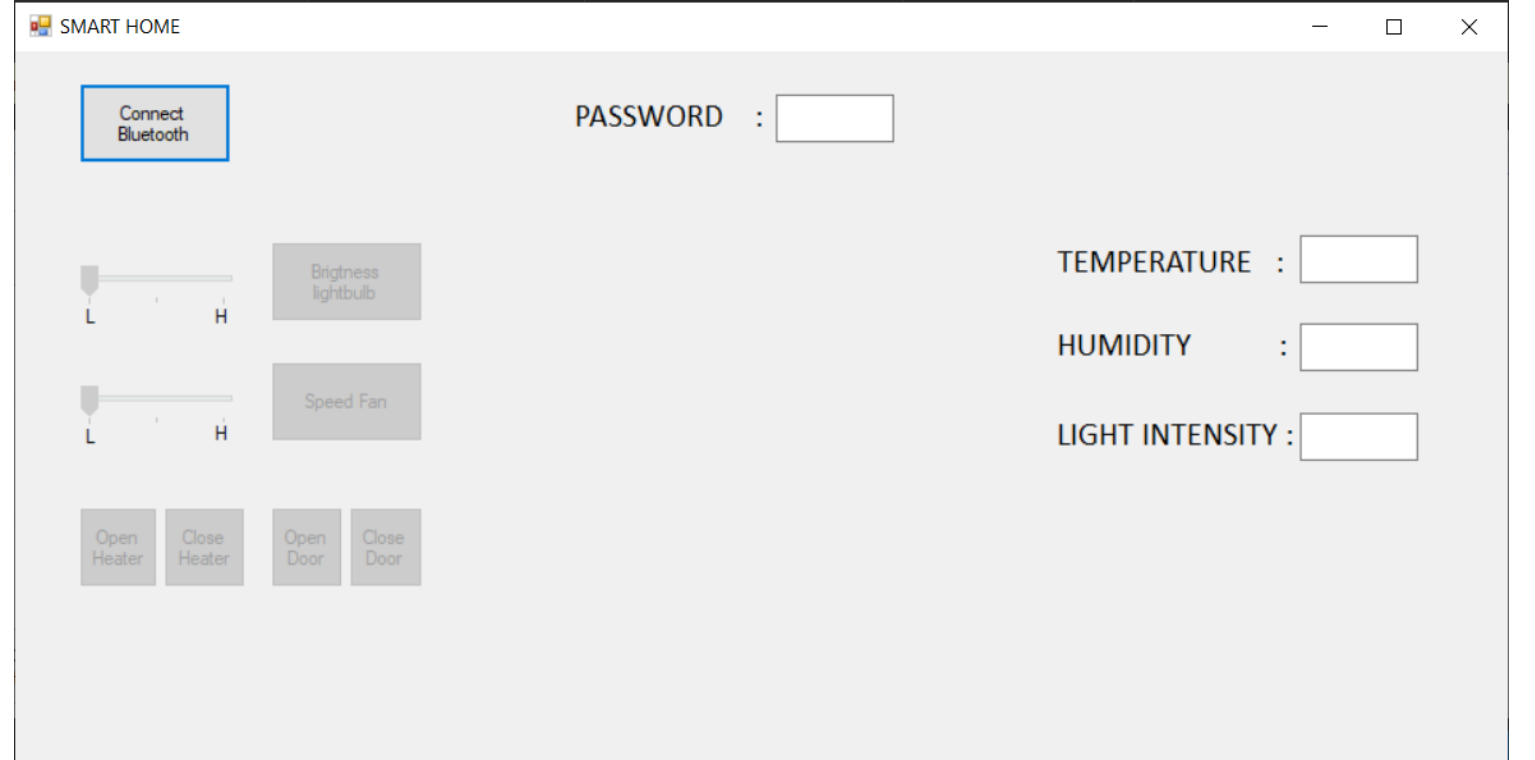 SMART HOME
Connect
Bluetooth
PASSWORD :
Brigtness
lightbulb
L H
Speed Fan
L H
TEMPERATURE :
HUMIDITY :
LIGHT INTENSITY :
Open
Heater
Close
Heater
Open
Door
Close
Door